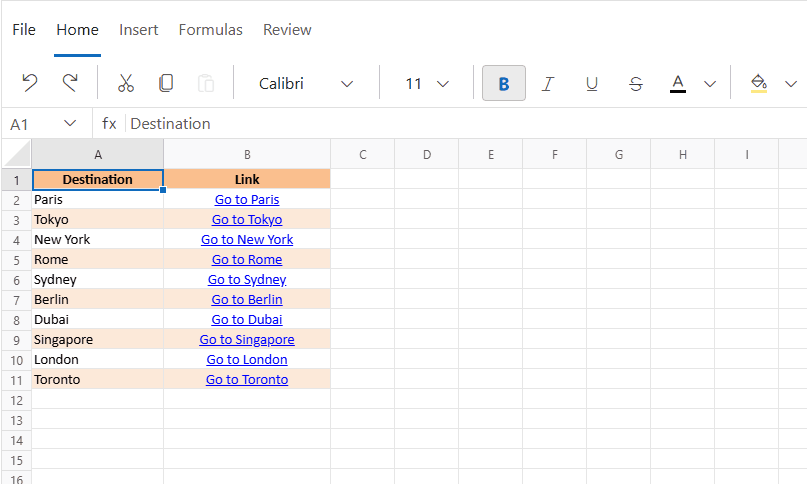 File Home Insert Formulas Review
Calibri 11 B I U S A
A1 fx Destination
A B C D E F G H I
1 Destination Link
2 Paris Go to Paris
3 Tokyo Go to Tokyo
4 New York Go to New York
5 Rome Go to Rome
6 Sydney Go to Sydney
7 Berlin Go to Berlin
8 Dubai Go to Dubai
9 Singapore Go to Singapore
10 London Go to London
11 Toronto Go to Toronto
12
13
14
15
16